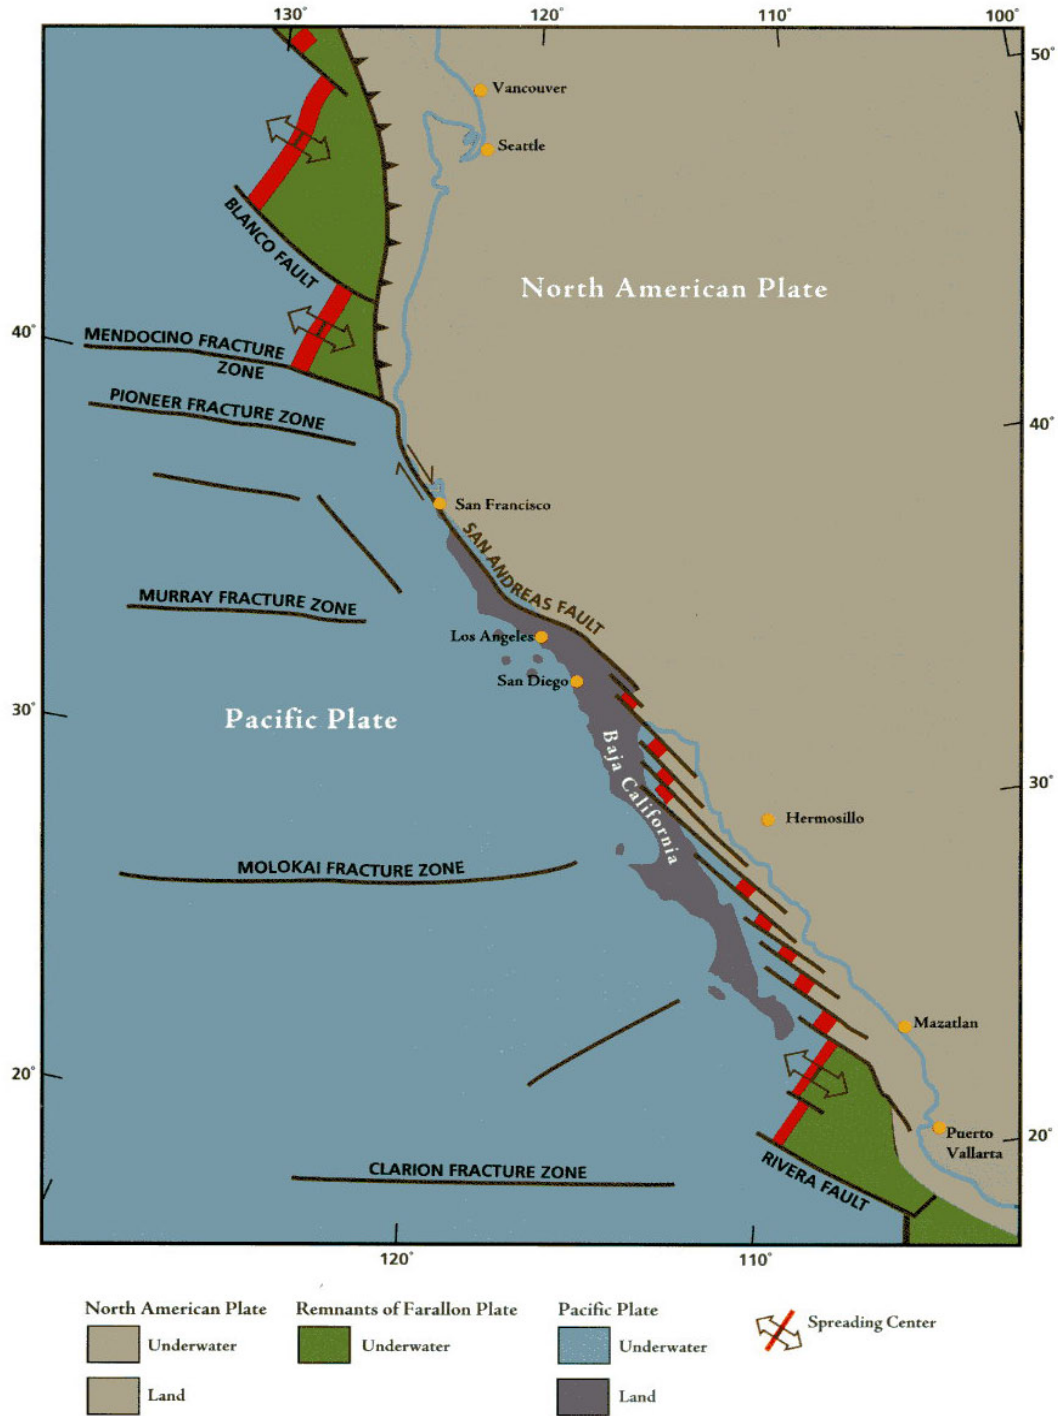 130°
120°
110°
100°
50°
Vancouver
Seattle
BLANCO FAULT
North American Plate
40°
MENDOCINO FRACTURE
ZONE
PIONEER FRACTURE ZONE
40°
San Francisco
SAN ANDREAS FAULT
MURRAY FRACTURE ZONE
Los Angeles
San Diego
30°
Pacific Plate
Baja California
30°
Hermosillo
MOLOKAI FRACTURE ZONE
Mazatlan
20°
Puerto
Vallarta
20°
RIVERA FAULT
CLARION FRACTURE ZONE
120°
110°
North American Plate
Underwater
Land
Remnants of Farallon Plate
Underwater
Pacific Plate
Underwater
Land
Spreading Center